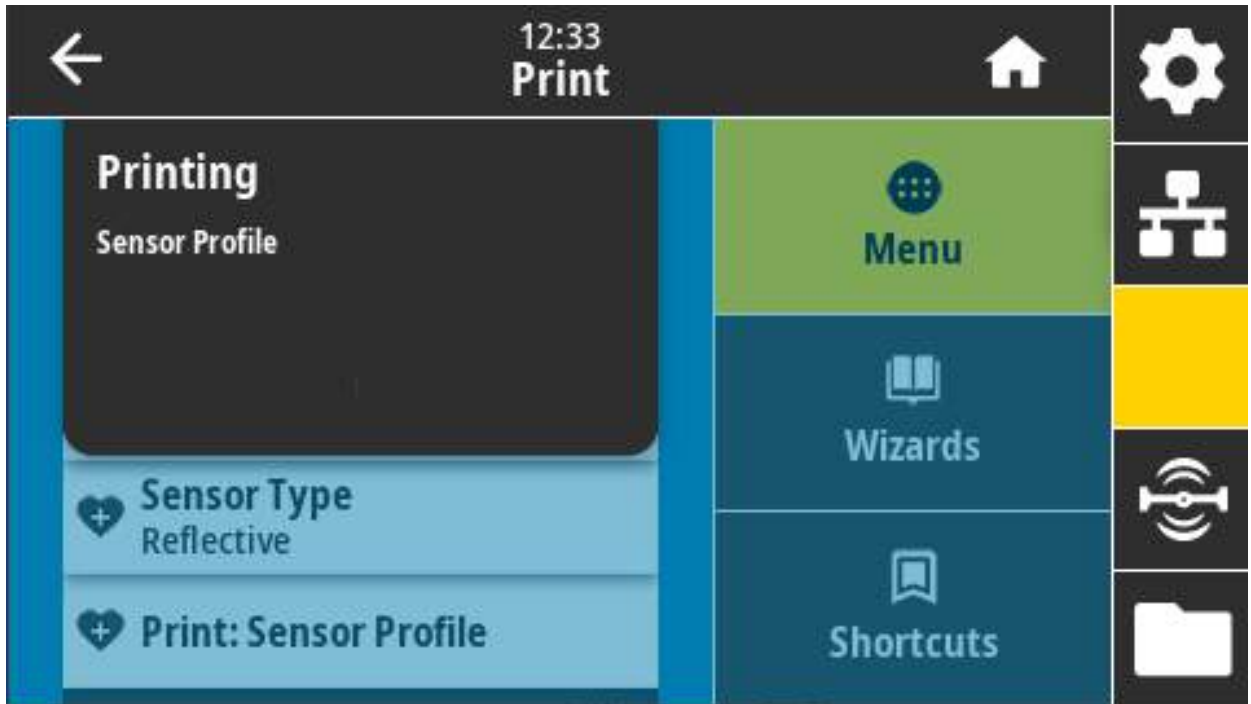 12:33
Print
Printing
Sensor Profile
Sensor Type
Reflective
Print: Sensor Profile
Menu
Wizards
Shortcuts